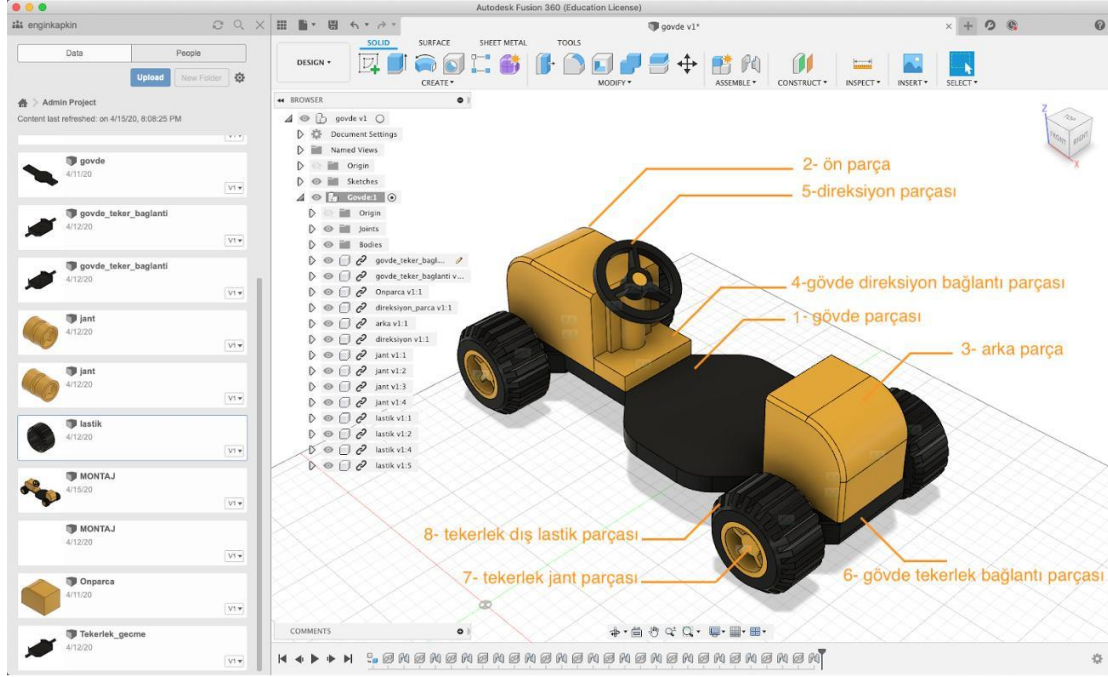 Autodesk Fusion 360 (Education License)
enginkapkin
govde v1*
Data
People
Upload
New Folder
Admin Project
Content last refreshed: on 4/15/20, 8:08:25 PM
V1
govde
4/11/20
V1
govde_teker_baglanti
4/12/20
V1
govde_teker_baglanti
4/12/20
V1
jant
4/12/20
V1
jant
4/12/20
V1
lastik
4/12/20
V1
MONTAJ
4/15/20
V1
MONTAJ
4/12/20
V1
Onparca
4/11/20
V1
Tekerlek_gecme
4/12/20
V1
SOLID
SURFACE
SHEET METAL
TOOLS
DESIGN
CREATE
MODIFY
ASSEMBLE
CONSTRUCT
INSPECT
INSERT
SELECT
BROWSER
govde v1
Document Settings
Named Views
Origin
Sketches
Govde:1
Origin
Joints
Bodies
govde_teker_bagl...
govde_teker_baglanti v...
Onparca v1:1
direksiyon_parca v1:1
arka v1:1
direksiyon v1:1
jant v1:1
jant v1:2
jant v1:3
jant v1:4
lastik v1:1
lastik v1:2
lastik v1:4
lastik v1:5
Z
TOP
FRONT
RIGHT
X
2- ön parça
5-direksiyon parçası
4-gövde direksiyon bağlantı parçası
1- gövde parçası
3- arka parça
8- tekerlek dış lastik parçası
7- tekerlek jant parçası
6- gövde tekerlek bağlantı parçası
COMMENTS